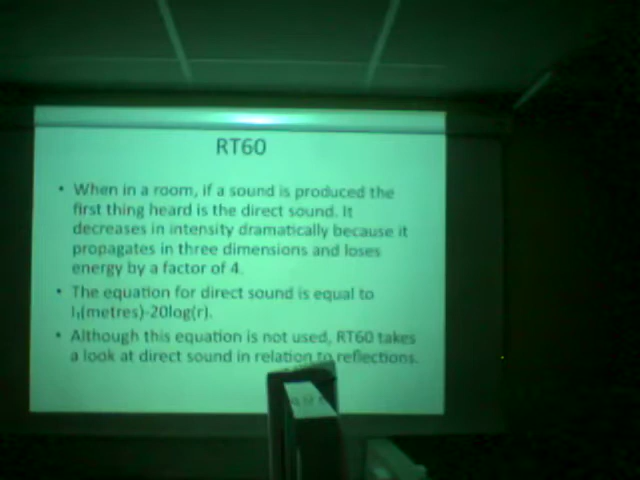 RT60
• When in a room, if a sound is produced the
first thing heard is the direct sound. It
decreases in intensity dramatically because it
propagates in three dimensions and loses
energy by a factor of 4.
• The equation for direct sound is equal to
I₁(metres)-20log(r).
• Although this equation is not used, RT60 takes
a look at direct sound in relation to reflections.